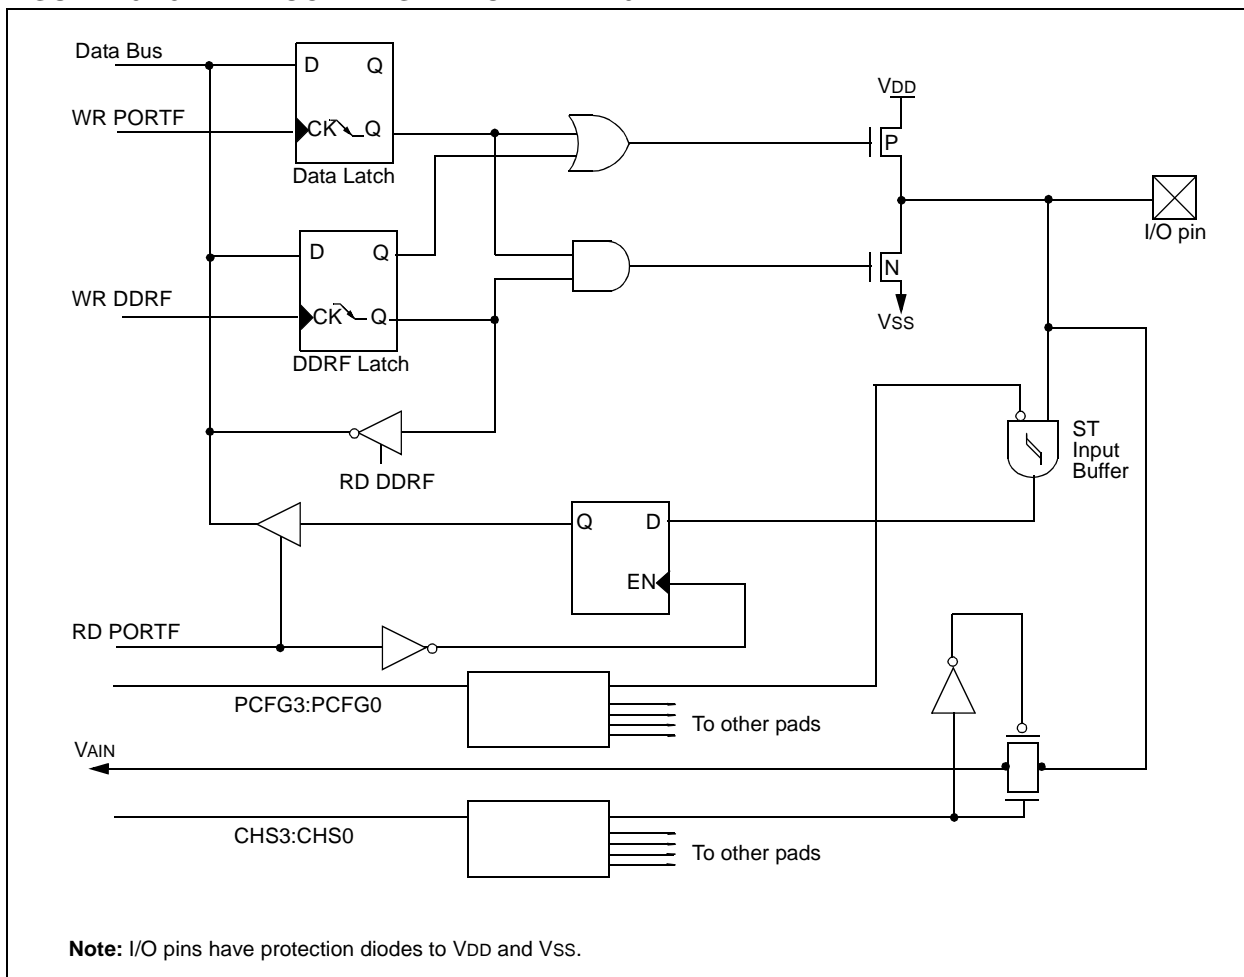 Data Bus
D Q
VDD
WR PORTF
CK Q
P
Data Latch
I/O pin
D Q
N
WR DDRF
CK Q
VSS
DDRF Latch
ST
Input
Buffer
RD DDRF
Q D
EN
RD PORTF
PCFG3:PCFG0
To other pads
VAIN
CHS3:CHS0
To other pads
Note: I/O pins have protection diodes to VDD and VSS.